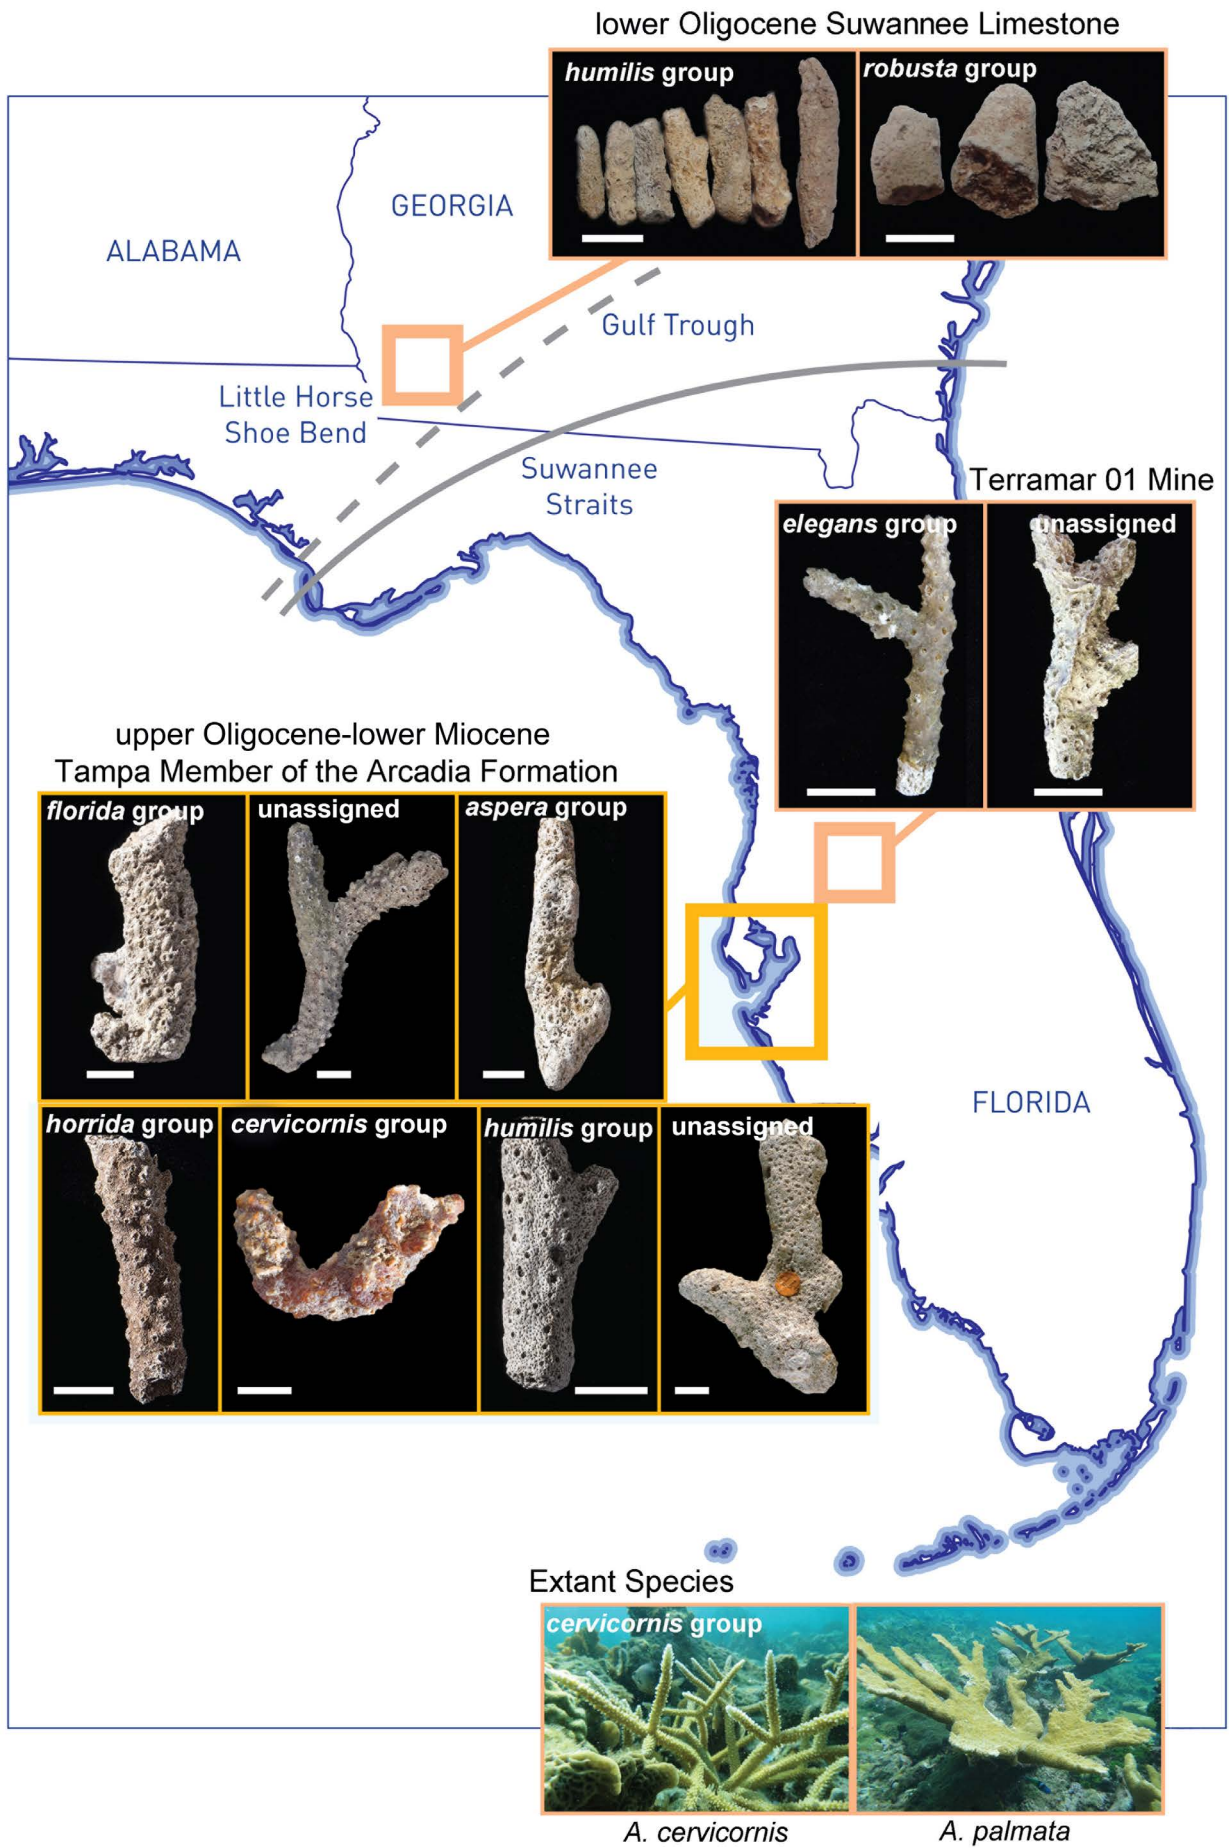 lower Oligocene Suwannee Limestone
humilis group
robusta group
GEORGIA
ALABAMA
Gulf Trough
Little Horse
Shoe Bend
Suwannee
Straits
Terramar 01 Mine
elegans group
unassigned
upper Oligocene-lower Miocene
Tampa Member of the Arcadia Formation
florida group
unassigned
aspera group
horrida group
cervicornis group
humilis group
unassigned
FLORIDA
Extant Species
cervicornis group
A. cervicornis
A. palmata